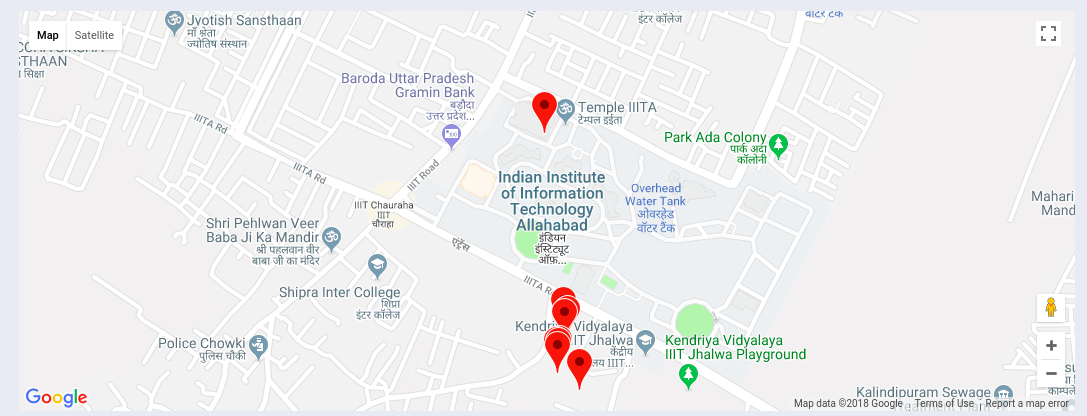 Map Satellite
Jyotish Sansthaan
माँ श्रेता
ज्योतिष संस्थान
STHAAN
इंटर कॉलेज
वॉटर टैंक
Baroda Uttar Pradesh
Gramin Bank
बड़ौदा
उत्तर प्रदेश...
Temple IIITA
टेम्पल इईता
IIITA Rd
IIITA Rd
IIIT Road
Park Ada Colony
पार्क अदा
कॉलोनी
Indian Institute
of Information
Technology
Allahabad
इंडियन
इंस्टिट्यूट
ऑफ़...
Overhead
Water Tank
ओवरहेड
वॉटर टैंक
Mahari
Mand
IIIT Chauraha
IIIT
चौराहा
Shri Pehlwan Veer
Baba Ji Ka Mandir
श्री पहलवान वीर
बाबा जी का मंदिर
एंट्रेंस
IIITA Rd
Shipra Inter College
शिप्रा
इंटर कॉलेज
Kendriya Vidyalaya
IIIT Jhalwa
केंद्रीय
लय IIIT...
Police Chowki
पुलिस चौकी
Kendriya Vidyalaya
IIIT Jhalwa Playground
Kalindipuram Sewage
Google
Map data ©2018 Google Terms of Use Report a map error